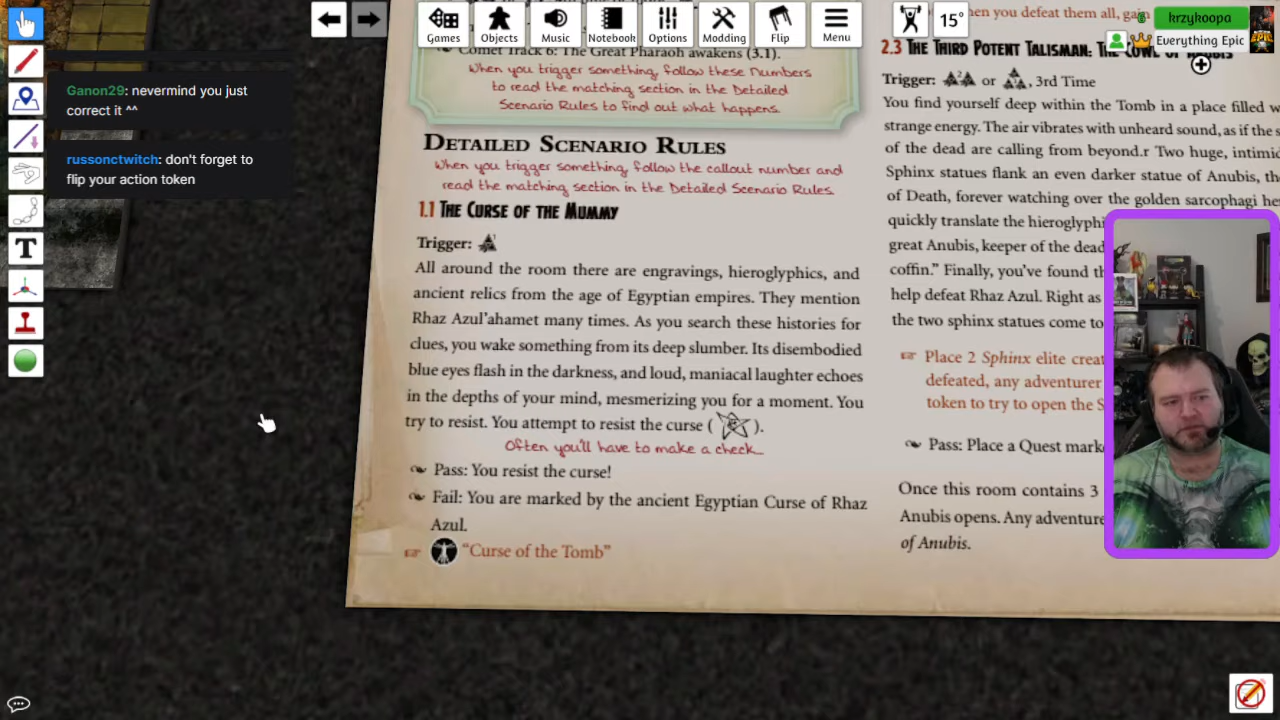 Games
Objects
Music
Notebook
Options
Modding
Flip
Menu
15°
krzykoopa
Everything Epic
EPIC
Ganon29: nevermind you just
correct it ^^
russonctwitch: don't forget to
flip your action token
T
Comet Track 6: The Great Pharaoh awakens (3.1).
When you trigger something, follow these numbers
to read the matching section in the Detailed
Scenario Rules to find out what happens.
DETAILED SCENARIO RULES
When you trigger something, follow the callout number and
read the matching section in the Detailed Scenario Rules.
1.1 THE CURSE OF THE MUMMY
Trigger:
All around the room there are engravings, hieroglyphics, and
ancient relics from the age of Egyptian empires. They mention
Rhaz Azul'ahamet many times. As you search these histories for
clues, you wake something from its deep slumber. Its disembodied
blue eyes flash in the darkness, and loud, maniacal laughter echoes
in the depths of your mind, mesmerizing you for a moment. You
try to resist. You attempt to resist the curse ( ).
Often you'll have to make a check
Pass: You resist the curse!
Fail: You are marked by the ancient Egyptian Curse of Rhaz
Azul.
"Curse of the Tomb"
when you defeat them all, ga
2.3 THE THIRD POTENT TALISMAN: THE
Trigger: or , 3rd Time
You find yourself deep within the Tomb in a place filled w
strange energy. The air vibrates with unheard sound, as if the s
of the dead are calling from beyond.r Two huge, intimid
Sphinx statues flank an even darker statue of Anubis, th
of Death, forever watching over the golden sarcophagi he
quickly translate the hieroglyphi
great Anubis, keeper of the dead
coffin." Finally, you've found th
help defeat Rhaz Azul. Right as
the two sphinx statues come to
Place 2 Sphinx elite crea
defeated, any adventurer
token to try to open the S
Pass: Place a Quest mark
Once this room contains 3
Anubis opens. Any adventure
of Anubis.